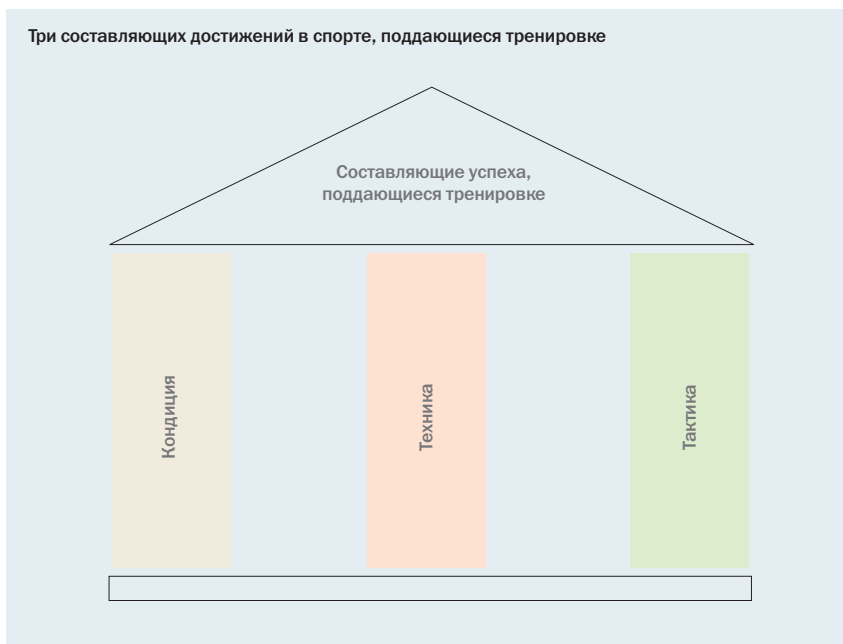 Три составляющих достижений в спорте, поддающиеся тренировке
Составляющие успеха,
поддающиеся тренировке
Кондиция
Техника
Тактика